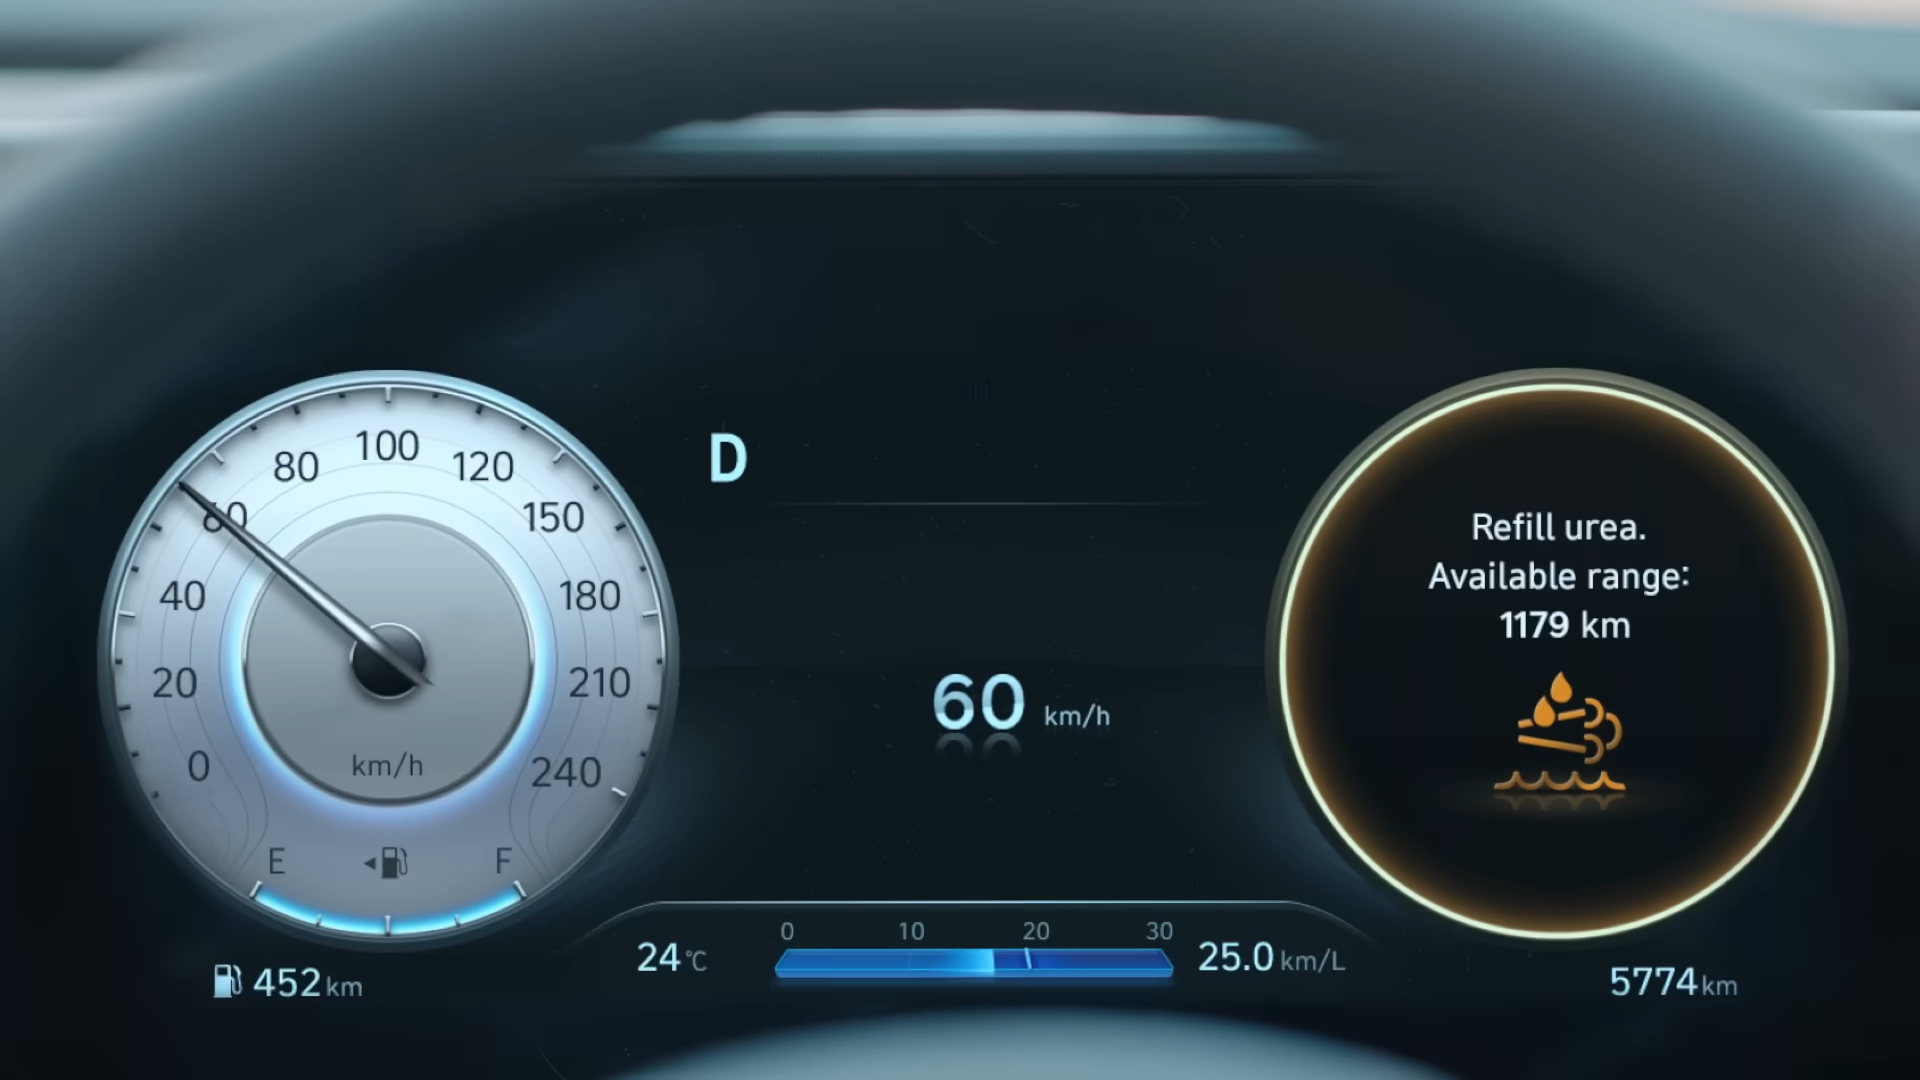 100
80
120
60
150
40
180
20
210
0
240
km/h
E
F
452 km
D
60 km/h
0 10 20 30
24 °C
25.0 km/L
Refill urea.
Available range:
1179 km
5774 km